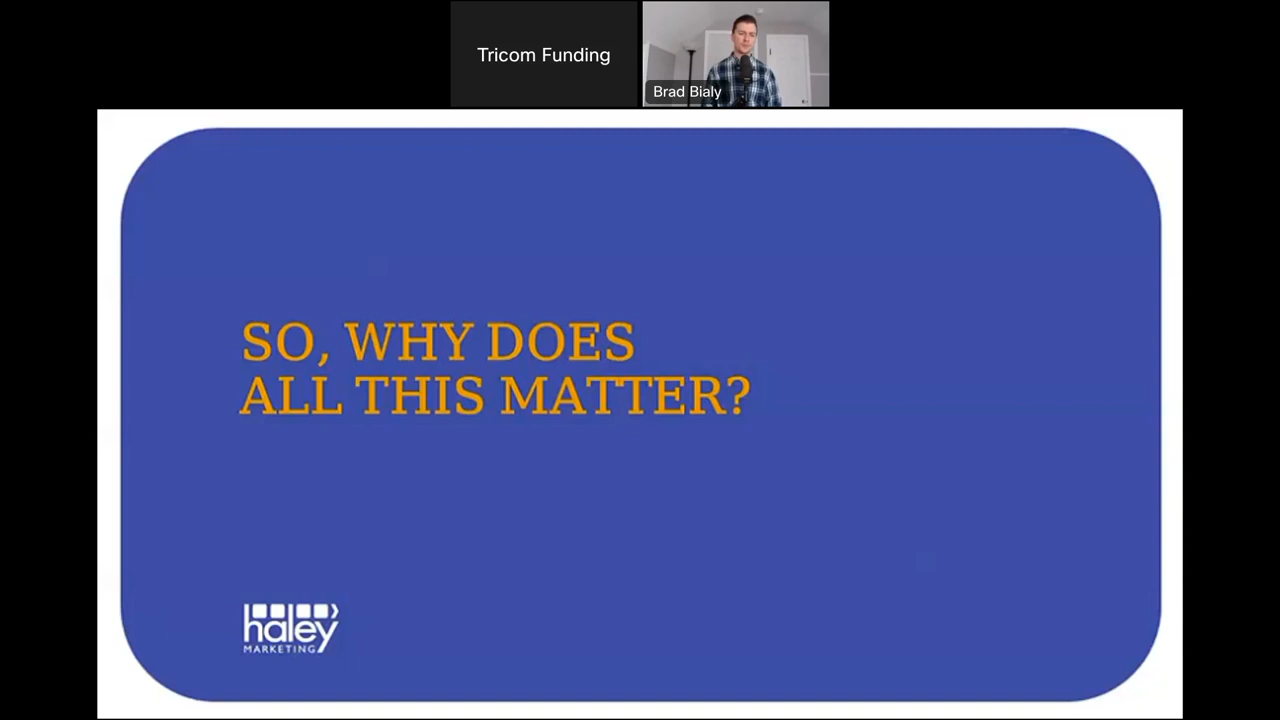 Tricom Funding
Brad Bialy
SO, WHY DOES
ALL THIS MATTER?
haley
MARKETING